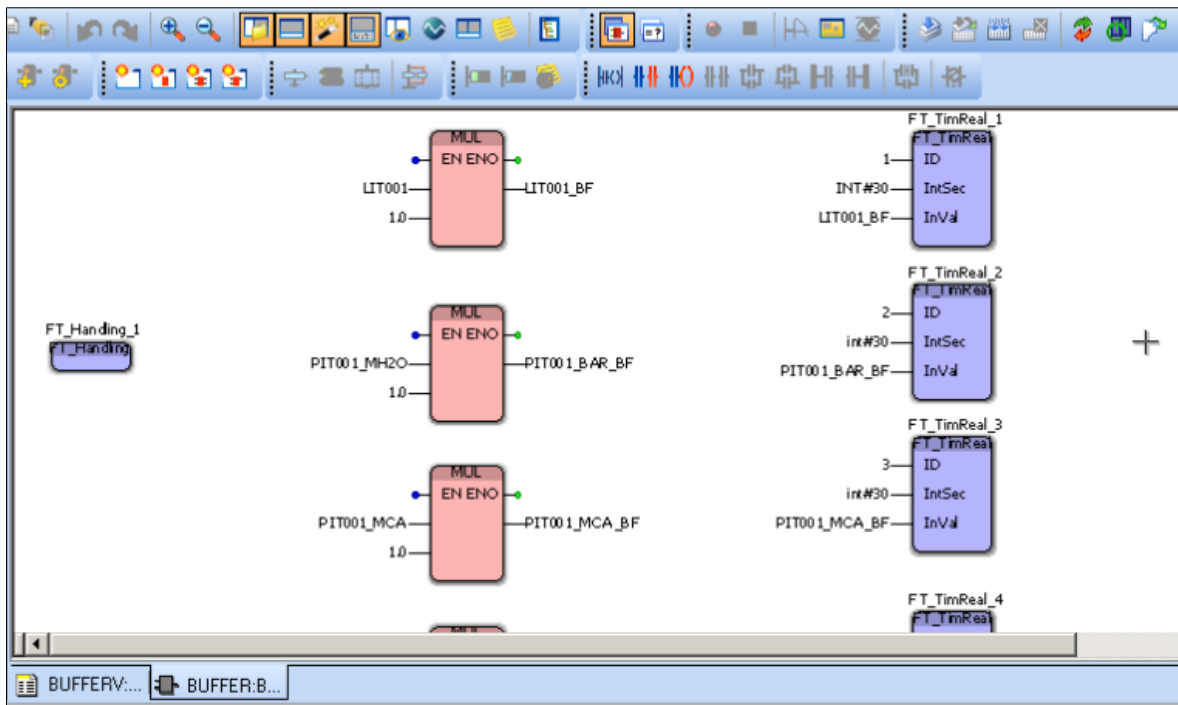 FT_TimReal_1
MUL
FT_TimReal
EN ENO
1
ID
LIT001
LIT001_BF
INT#30
IntSec
1.0
LIT001_BF
InVal
FT_TimReal_2
MUL
FT_TimReal
EN ENO
2
ID
FT_Handing_1
FT_Handling
PIT001_MH2O
PIT001_BAR_BF
int#30
IntSec
1.0
PIT001_BAR_BF
InVal
FT_TimReal_3
MUL
FT_TimReal
EN ENO
3
ID
PIT001_MCA
PIT001_MCA_BF
int#30
IntSec
1.0
PIT001_MCA_BF
InVal
FT_TimReal_4
MUL
FT_TimReal
BUFFERV:...
BUFFER:B...